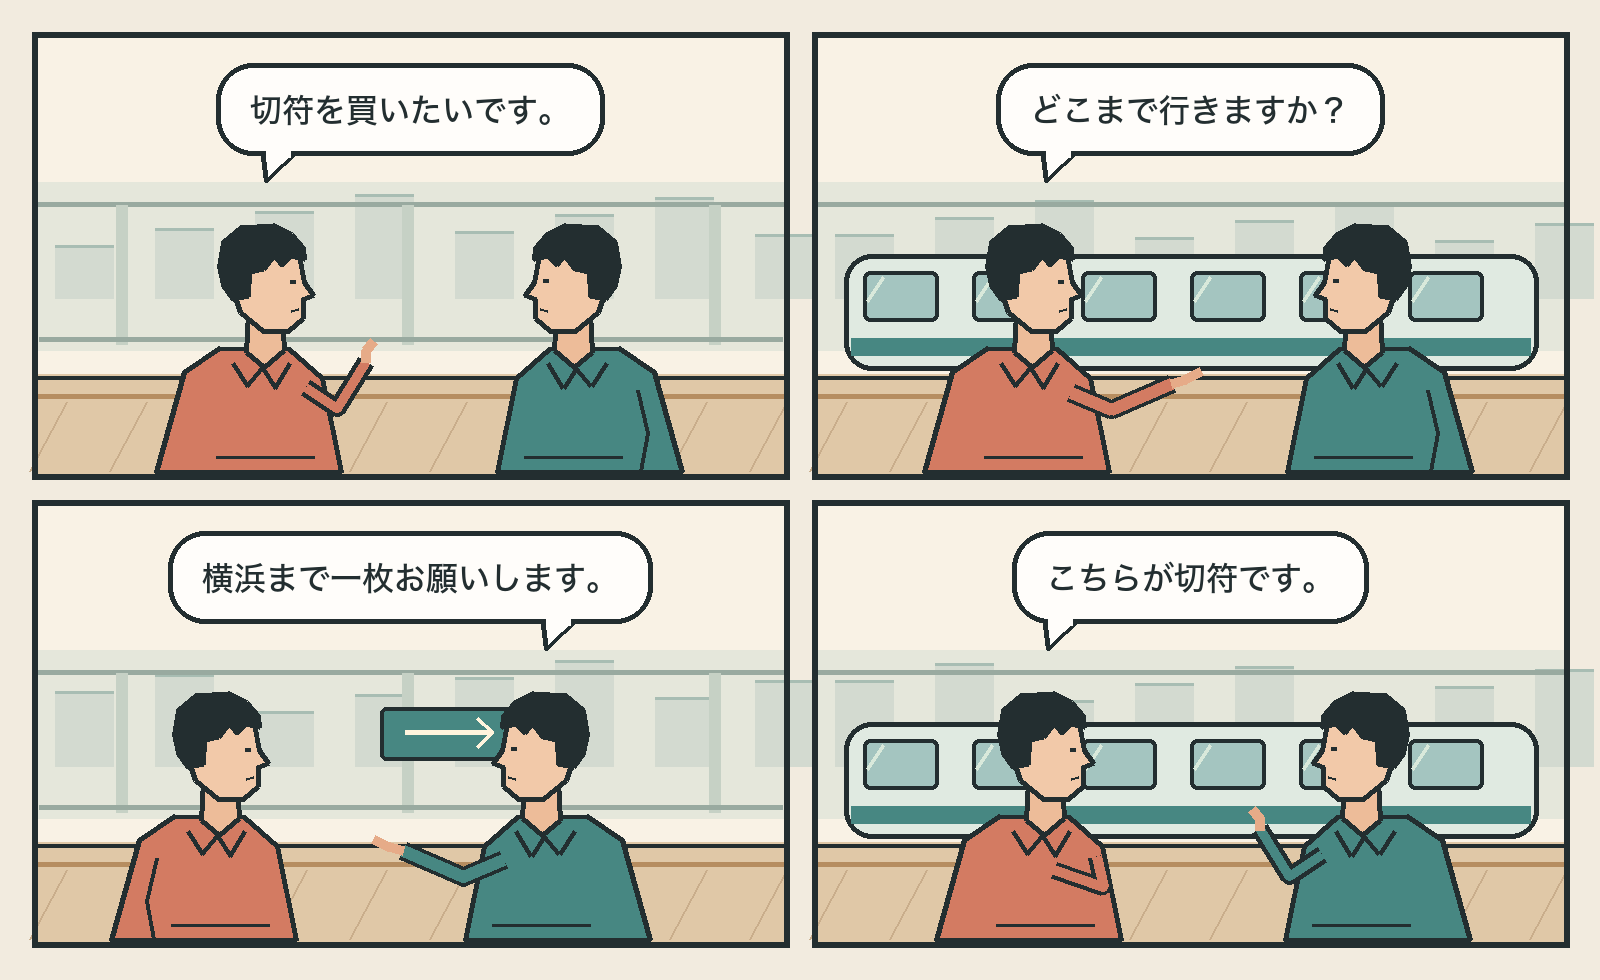 切符を買いたいです。
どこまで行きますか？
横浜まで一枚お願いします。
こちらが切符です。